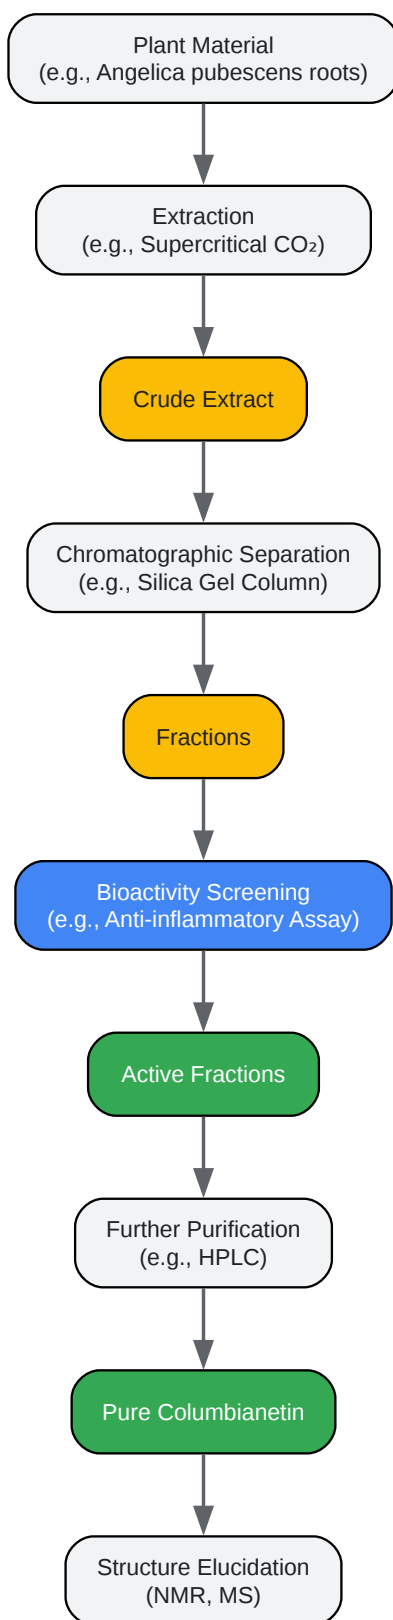 Plant Material
(e.g., Angelica pubescens roots)
Extraction
(e.g., Supercritical CO₂)
Crude Extract
Chromatographic Separation
(e.g., Silica Gel Column)
Fractions
Bioactivity Screening
(e.g., Anti-inflammatory Assay)
Active Fractions
Further Purification
(e.g., HPLC)
Pure Columbianetin
Structure Elucidation
(NMR, MS)